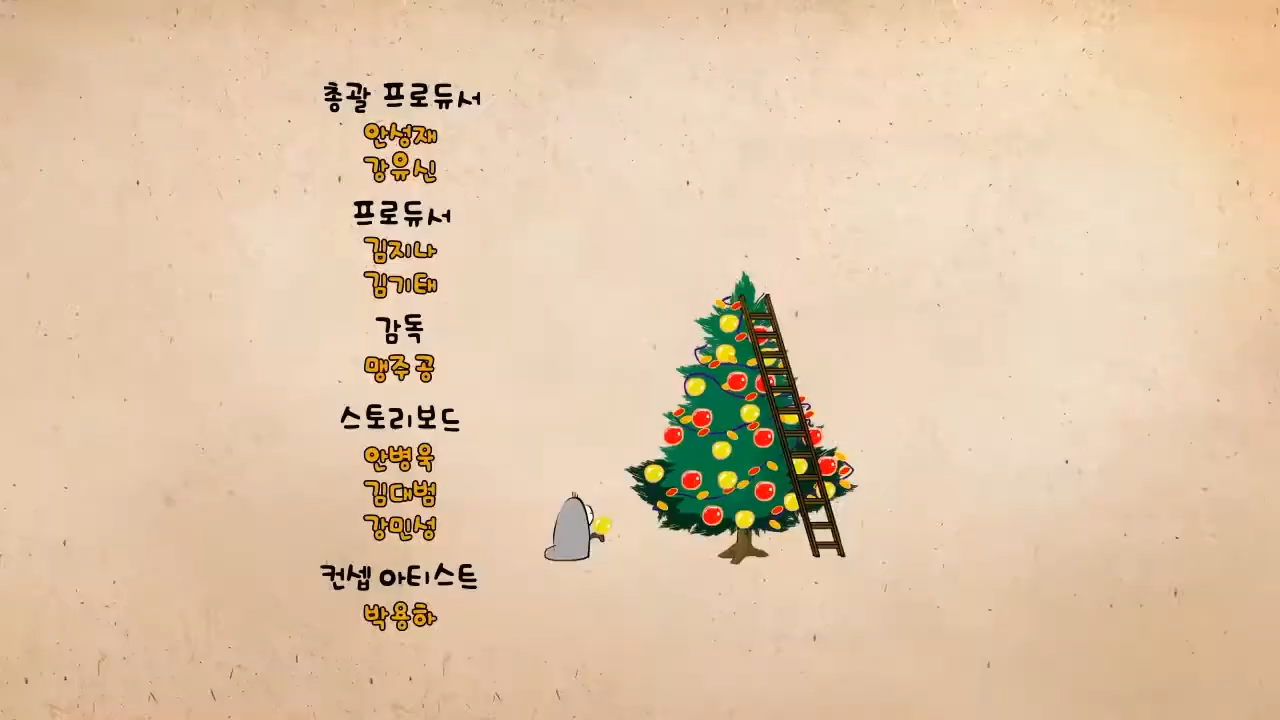 총괄 프로듀서
안성재
강유신
프로듀서
김지나
김기태
감독
맹주공
스토리보드
안병욱
김대범
강민성
컨셉 아티스트
박용하